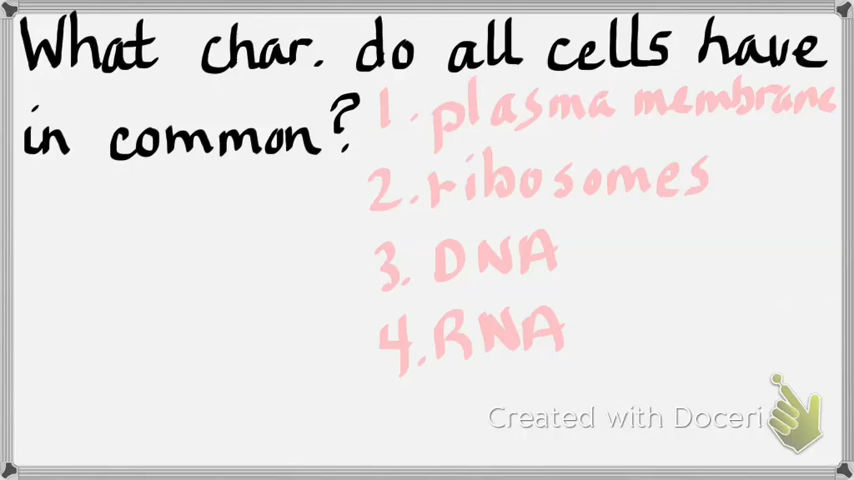 What char. do all cells have
in common?
1. plasma membrane
2. ribosomes
3. DNA
4. RNA
Created with Doceri